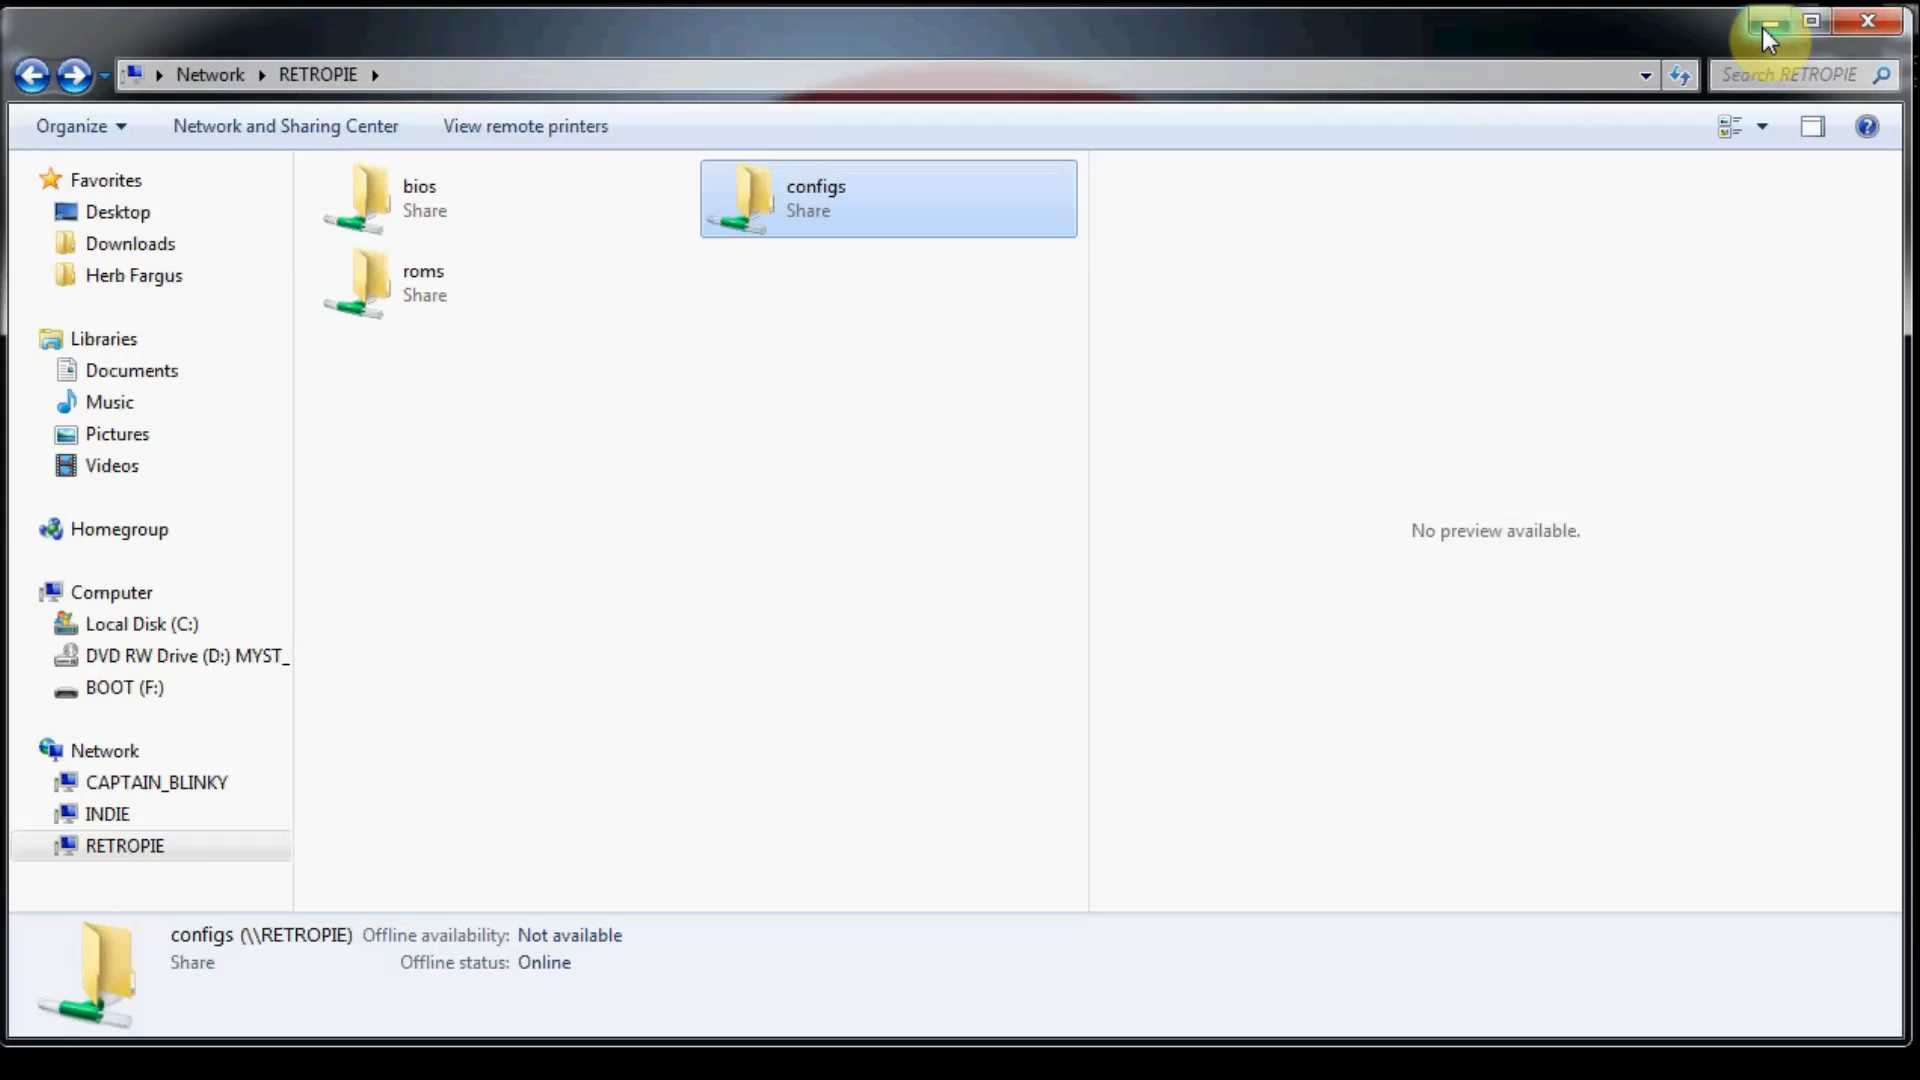 Network RETROPIE
Search RETROPIE
Organize Network and Sharing Center View remote printers
Favorites
Desktop
Downloads
Herb Fargus
Libraries
Documents
Music
Pictures
Videos
Homegroup
Computer
Local Disk (C:)
DVD RW Drive (D:) MYST_
BOOT (F:)
Network
CAPTAIN_BLINKY
INDIE
RETROPIE
bios
Share
configs
Share
roms
Share
No preview available.
configs (\\RETROPIE) Offline availability: Not available
Share Offline status: Online